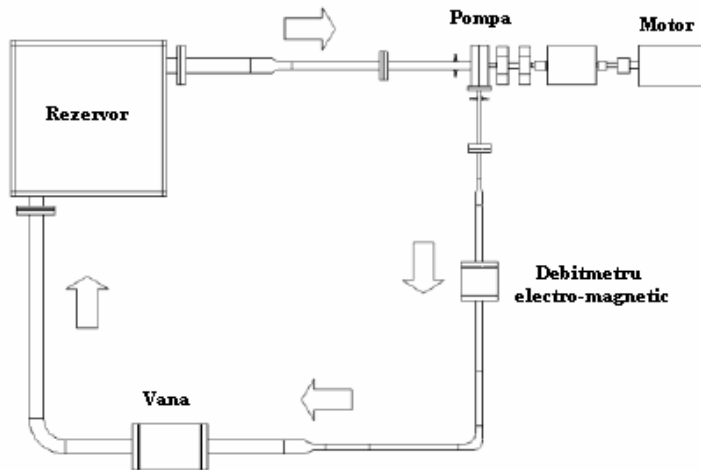 Pompa
Motor
Rezervor
Debitmetru
electro-magnetic
Vana